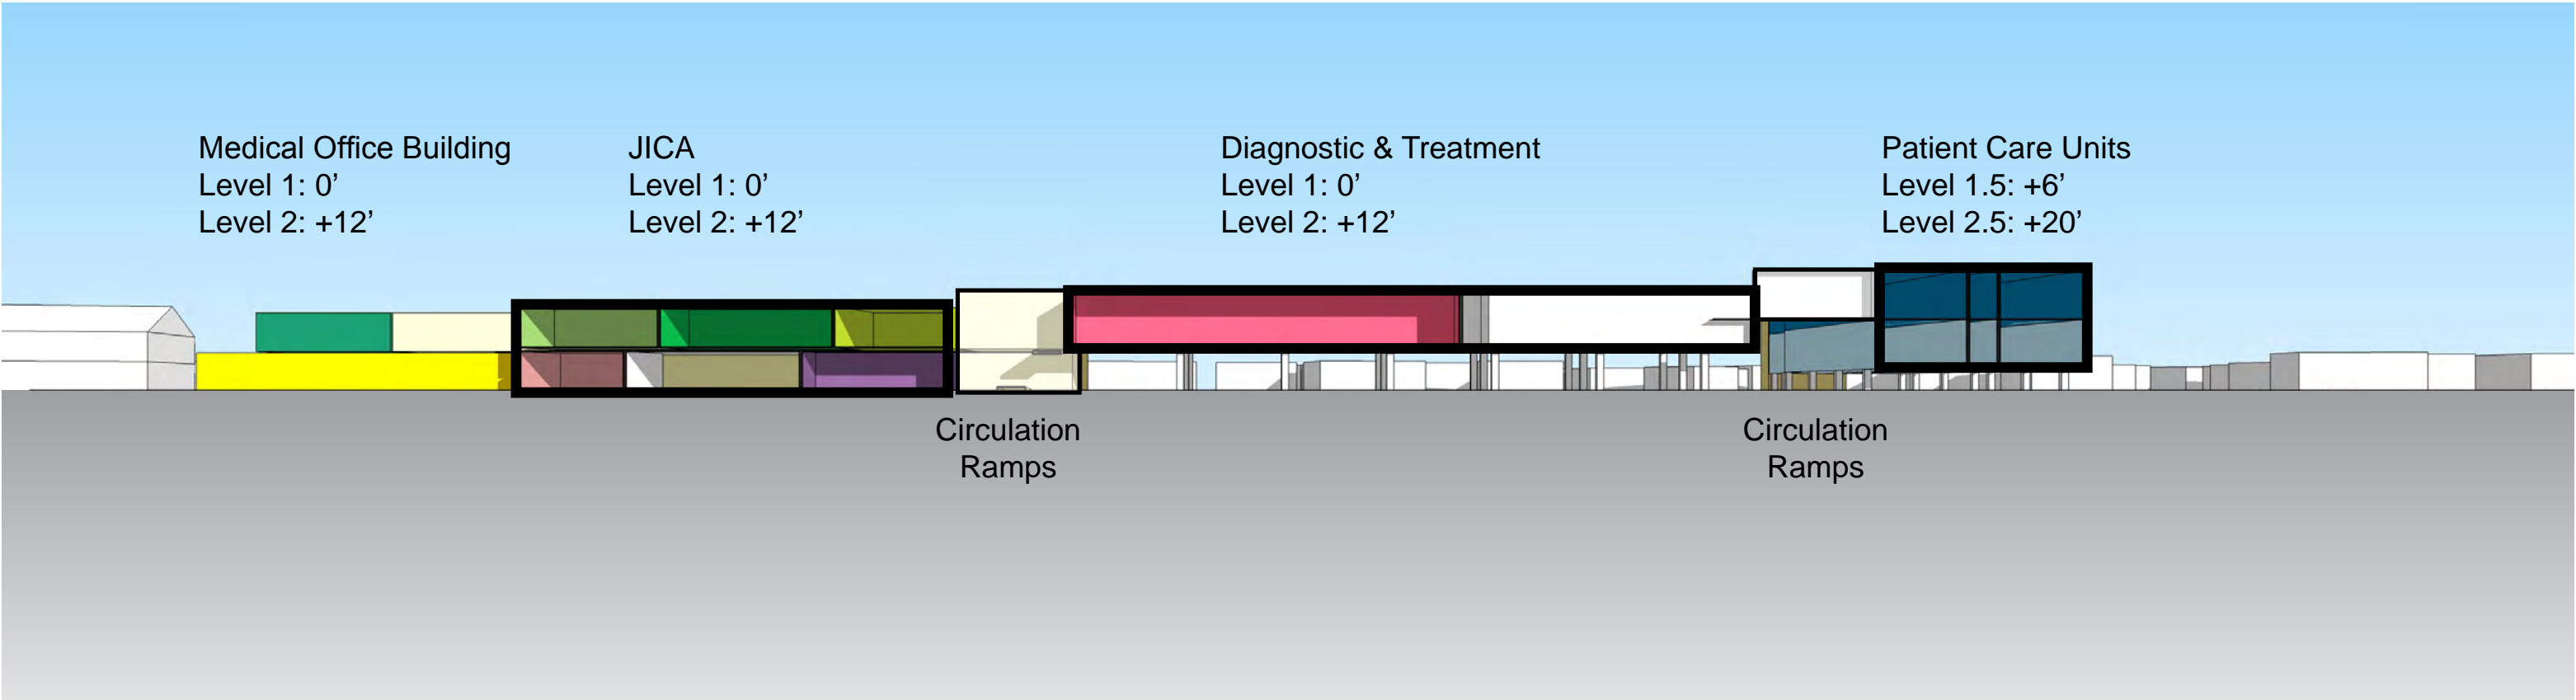 Medical Office Building
Level 1: 0’
Level 2: +12’
JICA
Level 1: 0’
Level 2: +12’
Diagnostic & Treatment
Level 1: 0’
Level 2: +12’
Patient Care Units
Level 1.5: +6’
Level 2.5: +20’
Circulation
Ramps
Circulation
Ramps